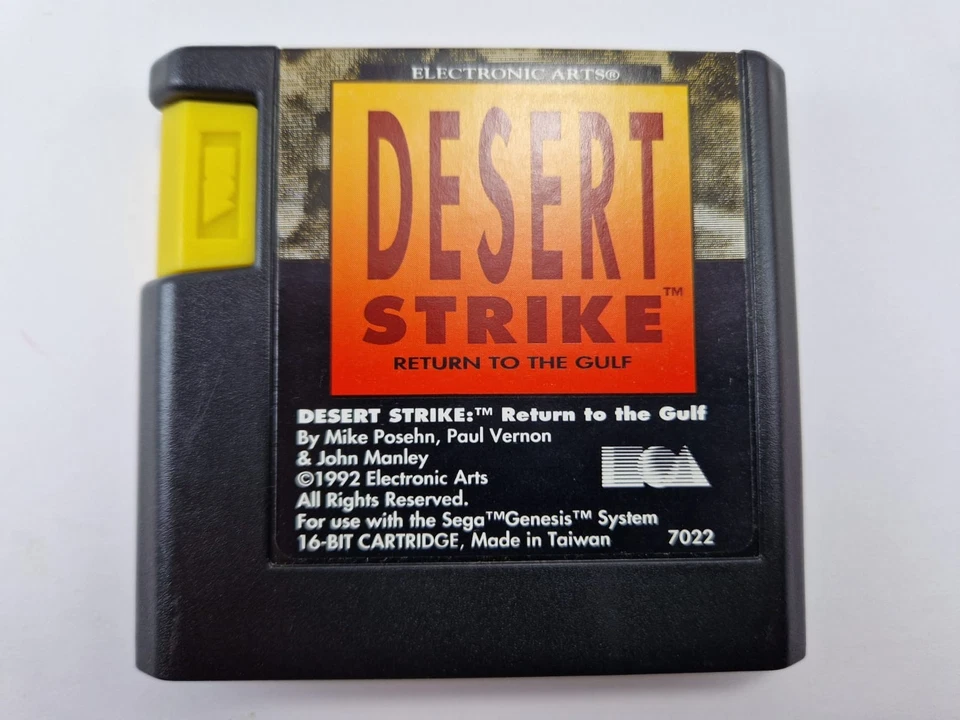 ELECTRONIC ARTS®
DESERT
STRIKE™
RETURN TO THE GULF
DESERT STRIKE:™ Return to the Gulf
By Mike Posehn, Paul Vernon
& John Manley
©1992 Electronic Arts
All Rights Reserved.
For use with the Sega™Genesis™ System
16-BIT CARTRIDGE, Made in Taiwan
7022
EA